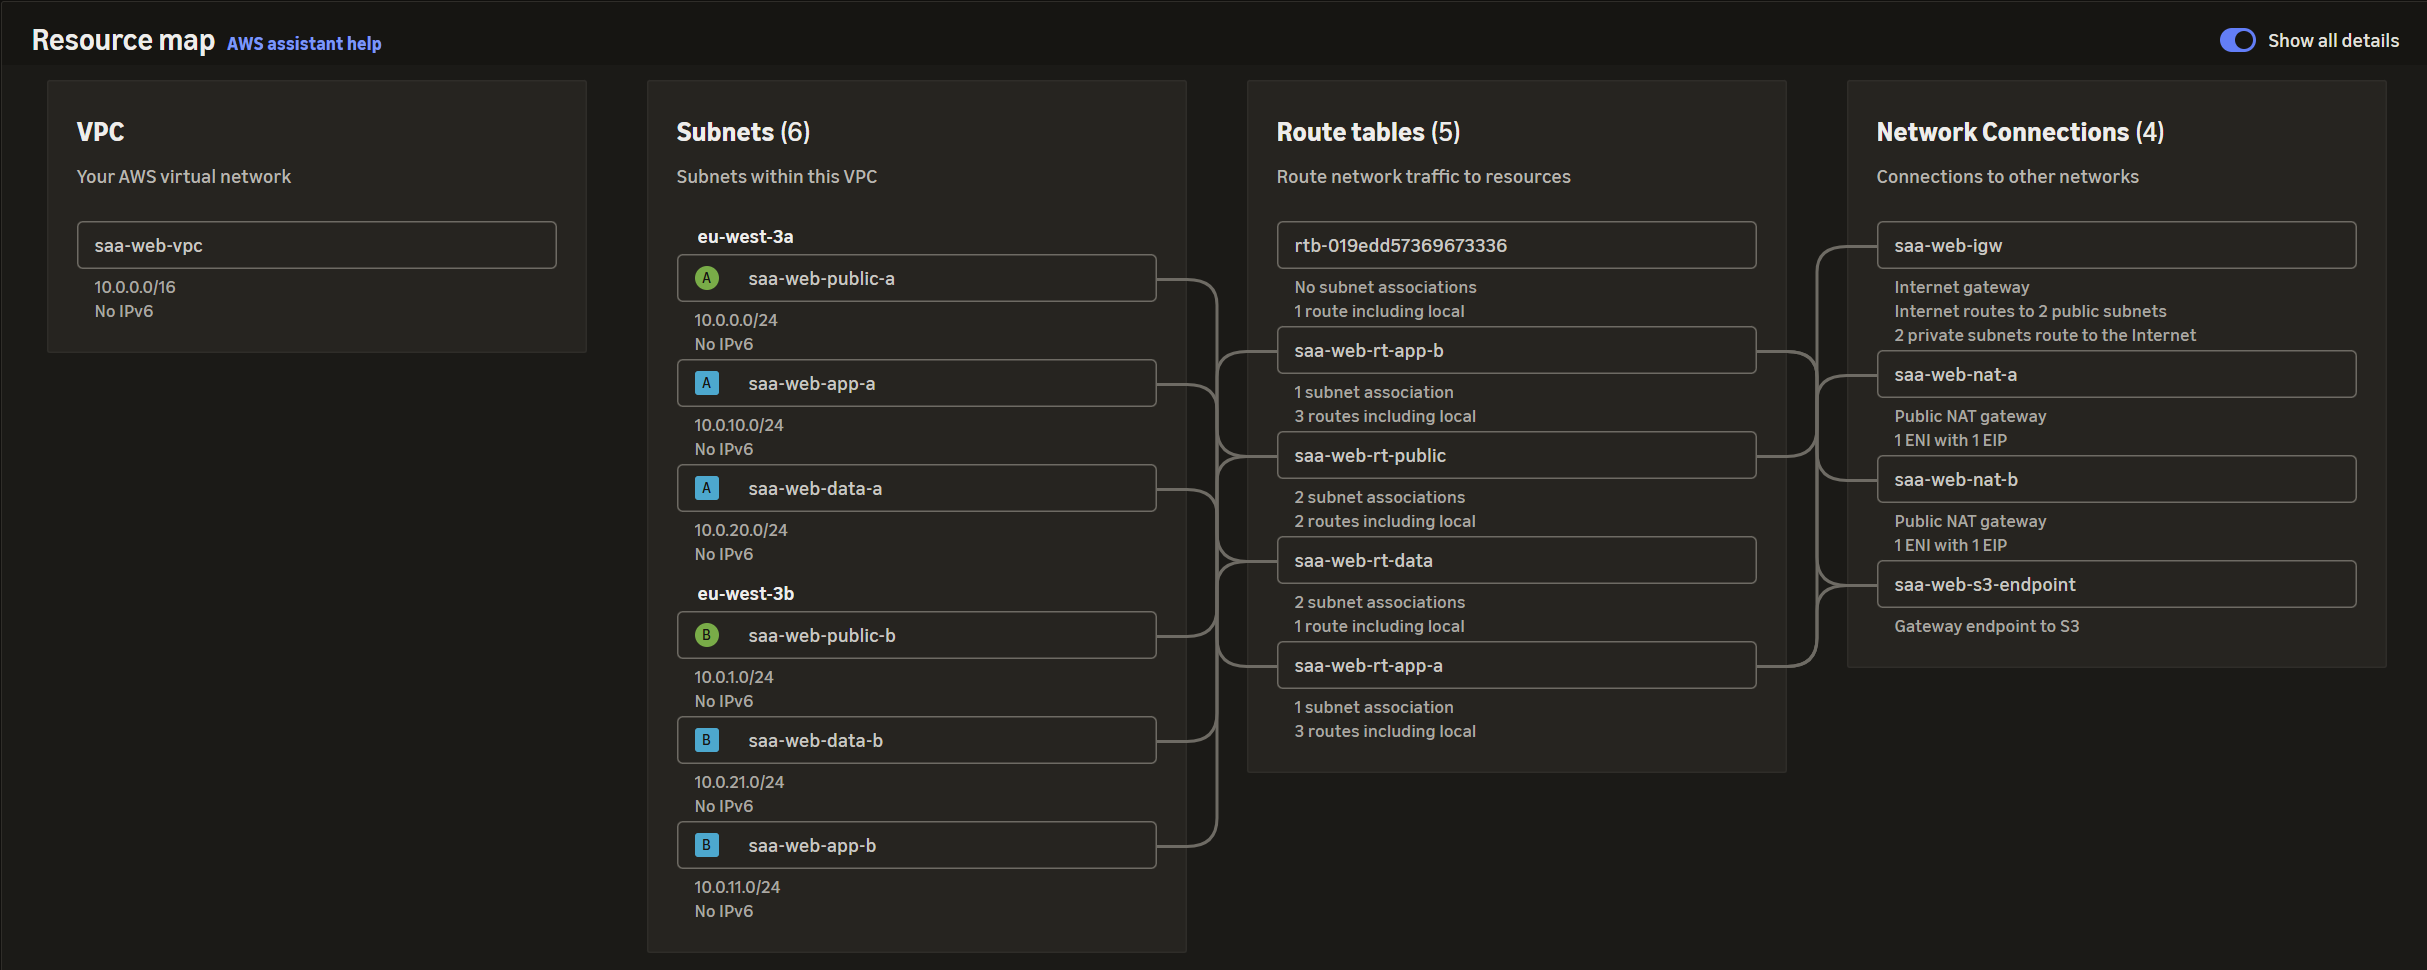 Resource map AWS assistant help
Show all details
VPC
Your AWS virtual network
saa-web-vpc
10.0.0.0/16
No IPv6
Subnets (6)
Subnets within this VPC
eu-west-3a
A saa-web-public-a
10.0.0.0/24
No IPv6
A saa-web-app-a
10.0.10.0/24
No IPv6
A saa-web-data-a
10.0.20.0/24
No IPv6
eu-west-3b
B saa-web-public-b
10.0.1.0/24
No IPv6
B saa-web-data-b
10.0.21.0/24
No IPv6
B saa-web-app-b
10.0.11.0/24
No IPv6
Route tables (5)
Route network traffic to resources
rtb-019edd57369673336
No subnet associations
1 route including local
saa-web-rt-app-b
1 subnet association
3 routes including local
saa-web-rt-public
2 subnet associations
2 routes including local
saa-web-rt-data
2 subnet associations
1 route including local
saa-web-rt-app-a
1 subnet association
3 routes including local
Network Connections (4)
Connections to other networks
saa-web-igw
Internet gateway
Internet routes to 2 public subnets
2 private subnets route to the Internet
saa-web-nat-a
Public NAT gateway
1 ENI with 1 EIP
saa-web-nat-b
Public NAT gateway
1 ENI with 1 EIP
saa-web-s3-endpoint
Gateway endpoint to S3